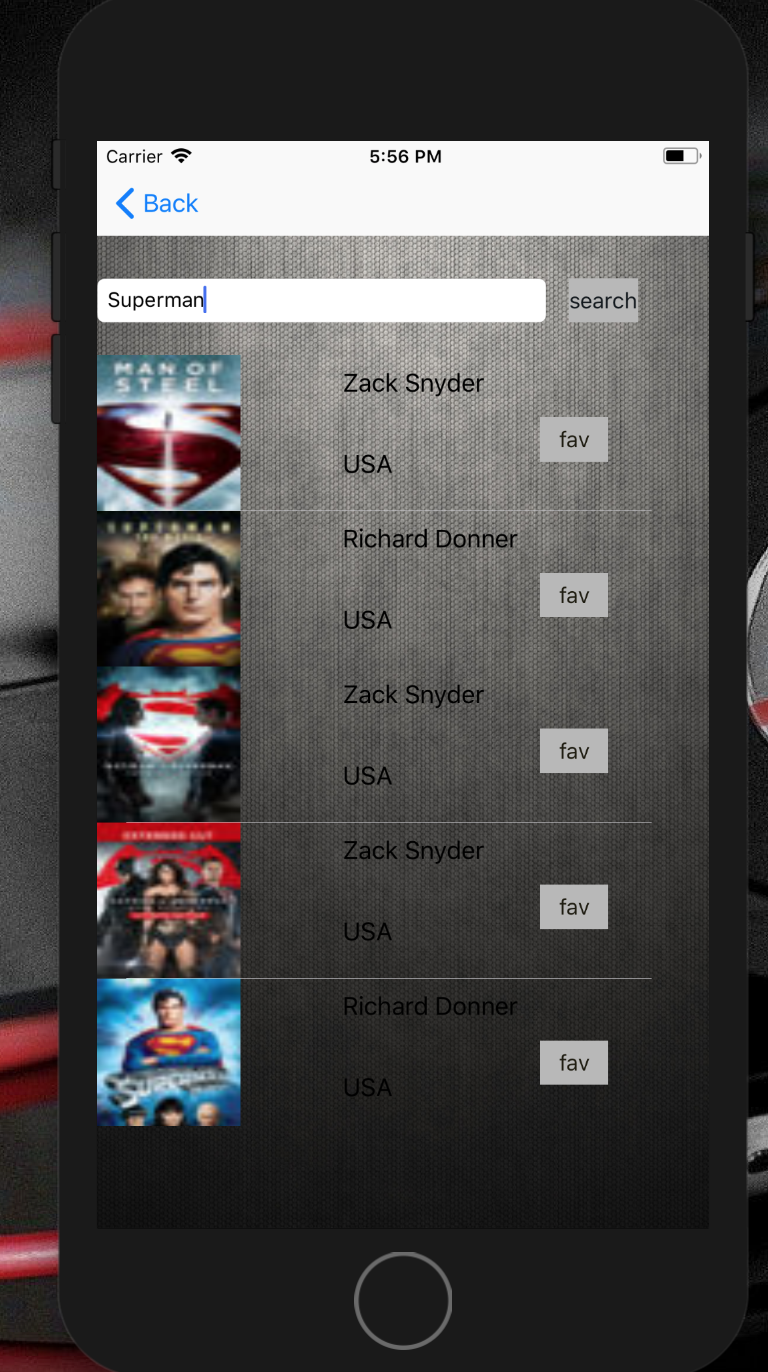 Carrier
5:56 PM
Back
Superman
search
MAN OF
STEEL
Zack Snyder
fav
USA
SUPERMAN
Richard Donner
fav
USA
Zack Snyder
fav
USA
EXTENDED CUT
Zack Snyder
fav
USA
Richard Donner
SUPERMAN
fav
USA